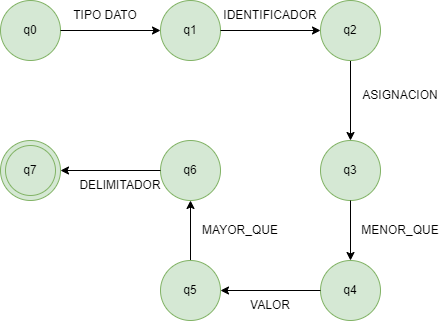 TIPO DATO
IDENTIFICADOR
q0
q1
q2
ASIGNACION
q7
q6
q3
DELIMITADOR
MAYOR_QUE
MENOR_QUE
q5
q4
VALOR